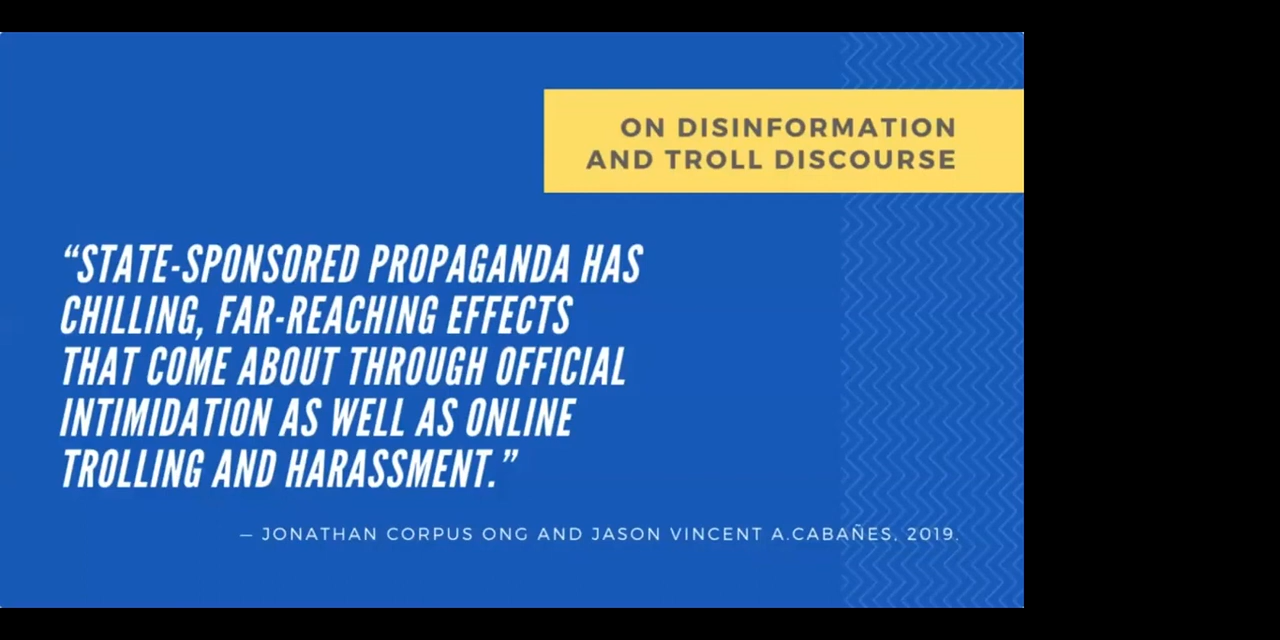 ON DISINFORMATION
AND TROLL DISCOURSE
“STATE-SPONSORED PROPAGANDA HAS
CHILLING, FAR-REACHING EFFECTS
THAT COME ABOUT THROUGH OFFICIAL
INTIMIDATION AS WELL AS ONLINE
TROLLING AND HARASSMENT.”
– JONATHAN CORPUS ONG AND JASON VINCENT A.CABAÑES, 2019.